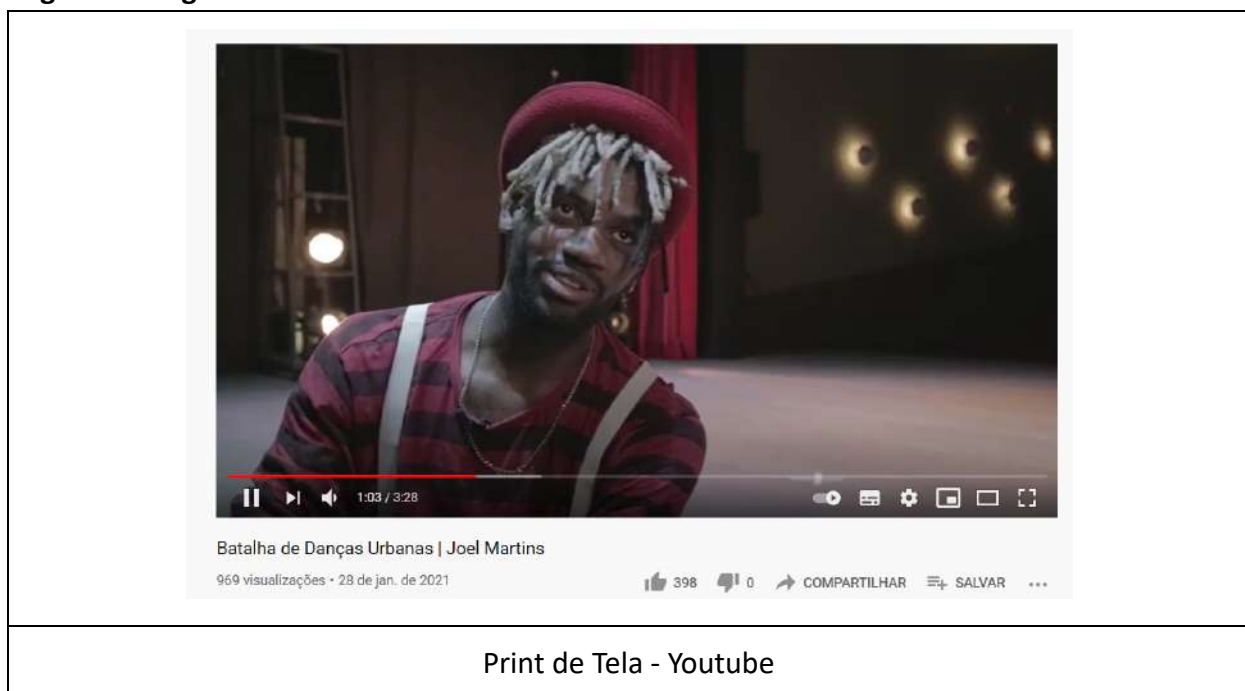 1:03 / 3:28
Batalha de Danças Urbanas | Joel Martins
969 visualizações • 28 de jan. de 2021
398 0 COMPARTILHAR SALVAR ...
Print de Tela - Youtube